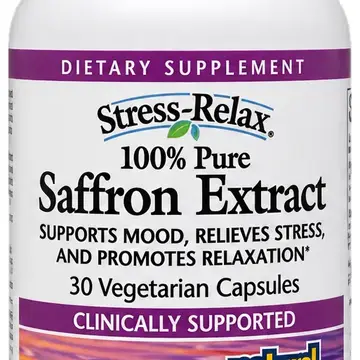 DIETARY SUPPLEMENT
Stress-Relax®
100% Pure
Saffron Extract
SUPPORTS MOOD, RELIEVES STRESS,
AND PROMOTES RELAXATION*
30 Vegetarian Capsules
CLINICALLY SUPPORTED